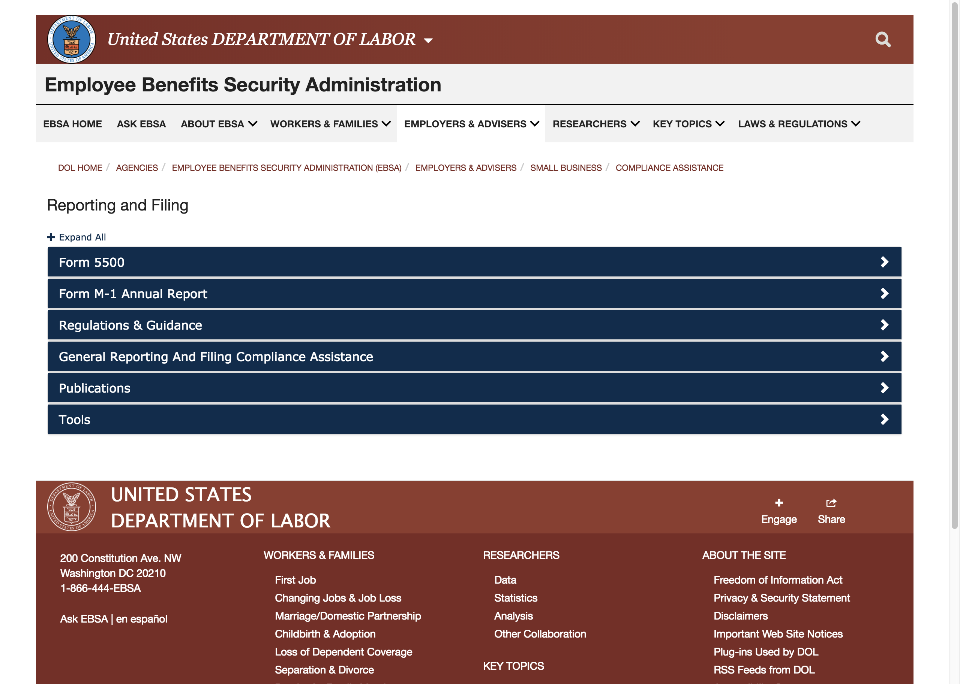 United States DEPARTMENT OF LABOR
Employee Benefits Security Administration
EBSA HOME ASK EBSA ABOUT EBSA WORKERS & FAMILIES EMPLOYERS & ADVISERS RESEARCHERS KEY TOPICS LAWS & REGULATIONS
DOL HOME / AGENCIES / EMPLOYEE BENEFITS SECURITY ADMINISTRATION (EBSA) / EMPLOYERS & ADVISERS / SMALL BUSINESS / COMPLIANCE ASSISTANCE
Reporting and Filing
+ Expand All
Form 5500
Form M-1 Annual Report
Regulations & Guidance
General Reporting And Filing Compliance Assistance
Publications
Tools
UNITED STATES
DEPARTMENT OF LABOR
Engage Share
200 Constitution Ave. NW
Washington DC 20210
1-866-444-EBSA
Ask EBSA | en español
WORKERS & FAMILIES
First Job
Changing Jobs & Job Loss
Marriage/Domestic Partnership
Childbirth & Adoption
Loss of Dependent Coverage
Separation & Divorce
RESEARCHERS
Data
Statistics
Analysis
Other Collaboration
KEY TOPICS
ABOUT THE SITE
Freedom of Information Act
Privacy & Security Statement
Disclaimers
Important Web Site Notices
Plug-ins Used by DOL
RSS Feeds from DOL